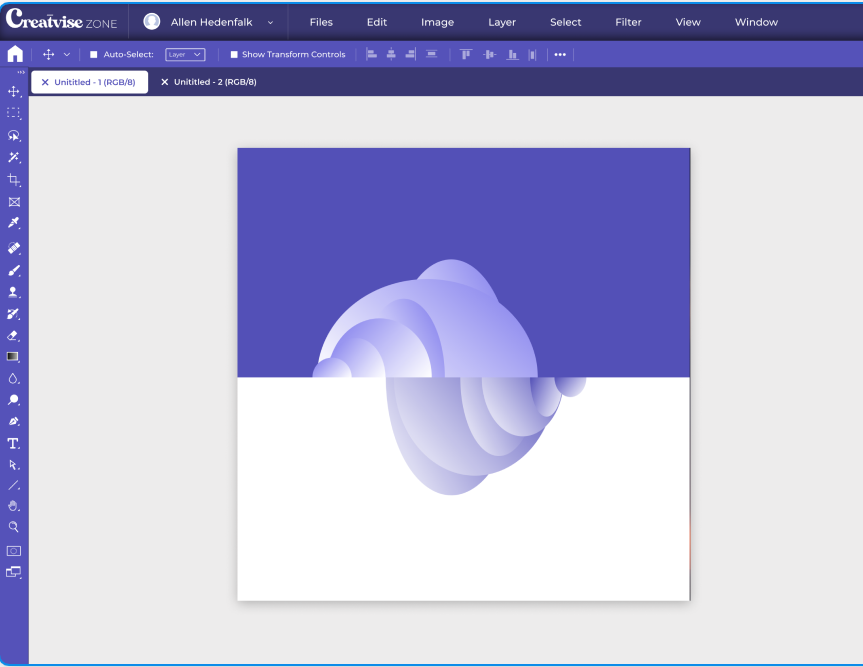 Creatvise ZONE Allen Hedenfalk Files Edit Image Layer Select Filter View Window
Auto-Select: Layer Show Transform Controls
Unititled - 1 (RGB/8) Unititled - 2 (RGB/8)
T